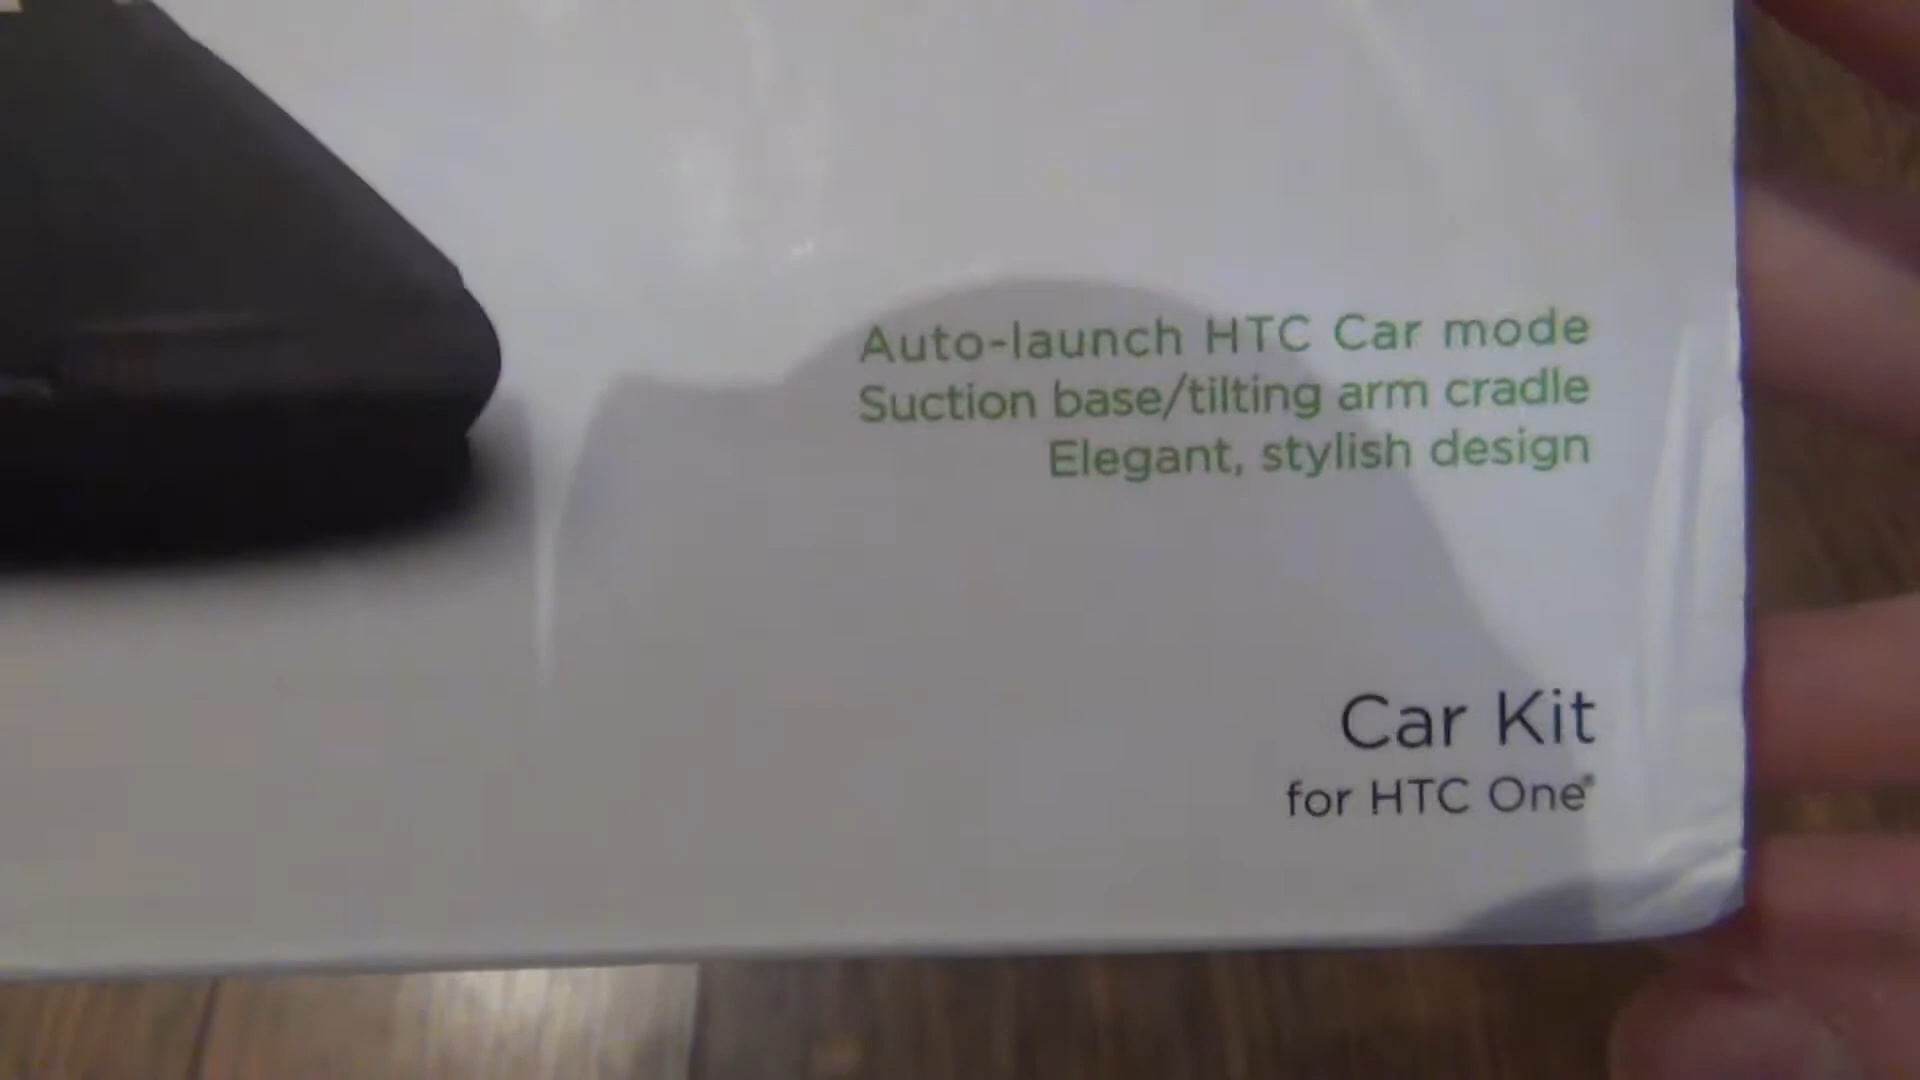 Auto-launch HTC Car mode
Suction base/tilting arm cradle
Elegant, stylish design
Car Kit
for HTC One®